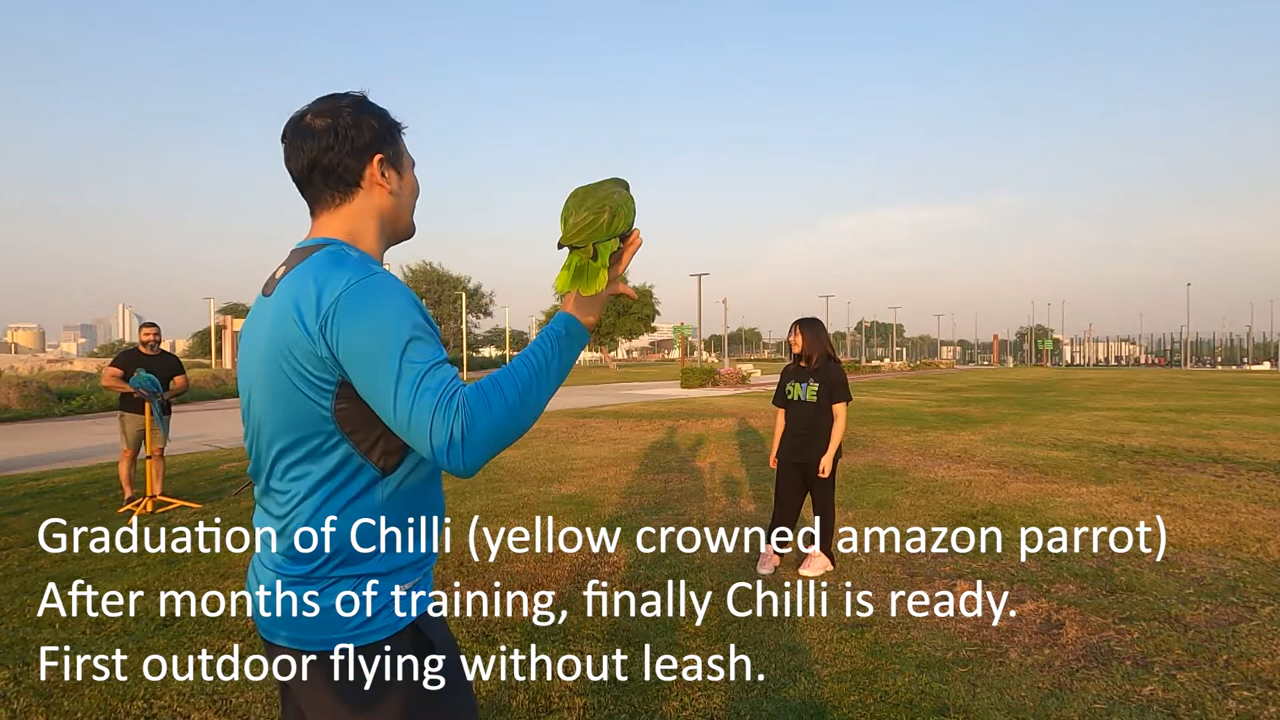 ONE
Graduation of Chilli (yellow crowned amazon parrot)
After months of training, finally Chilli is ready.
First outdoor flying without leash.